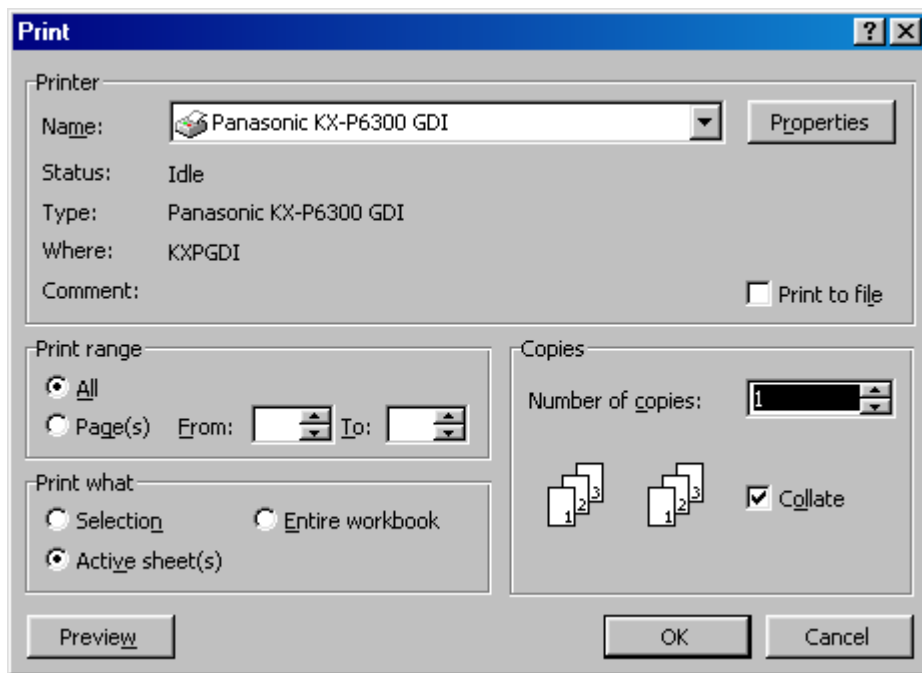 Print
Printer
Name: Panasonic KX-P6300 GDI Properties
Status: Idle
Type: Panasonic KX-P6300 GDI
Where: KXPGDI
Comment: Print to file
Print range
All
Page(s) From: To:
Print what
Selection Entire workbook
Active sheet(s)
Copies
Number of copies: 1
1 2 3 1 2 3 Collate
Preview OK Cancel